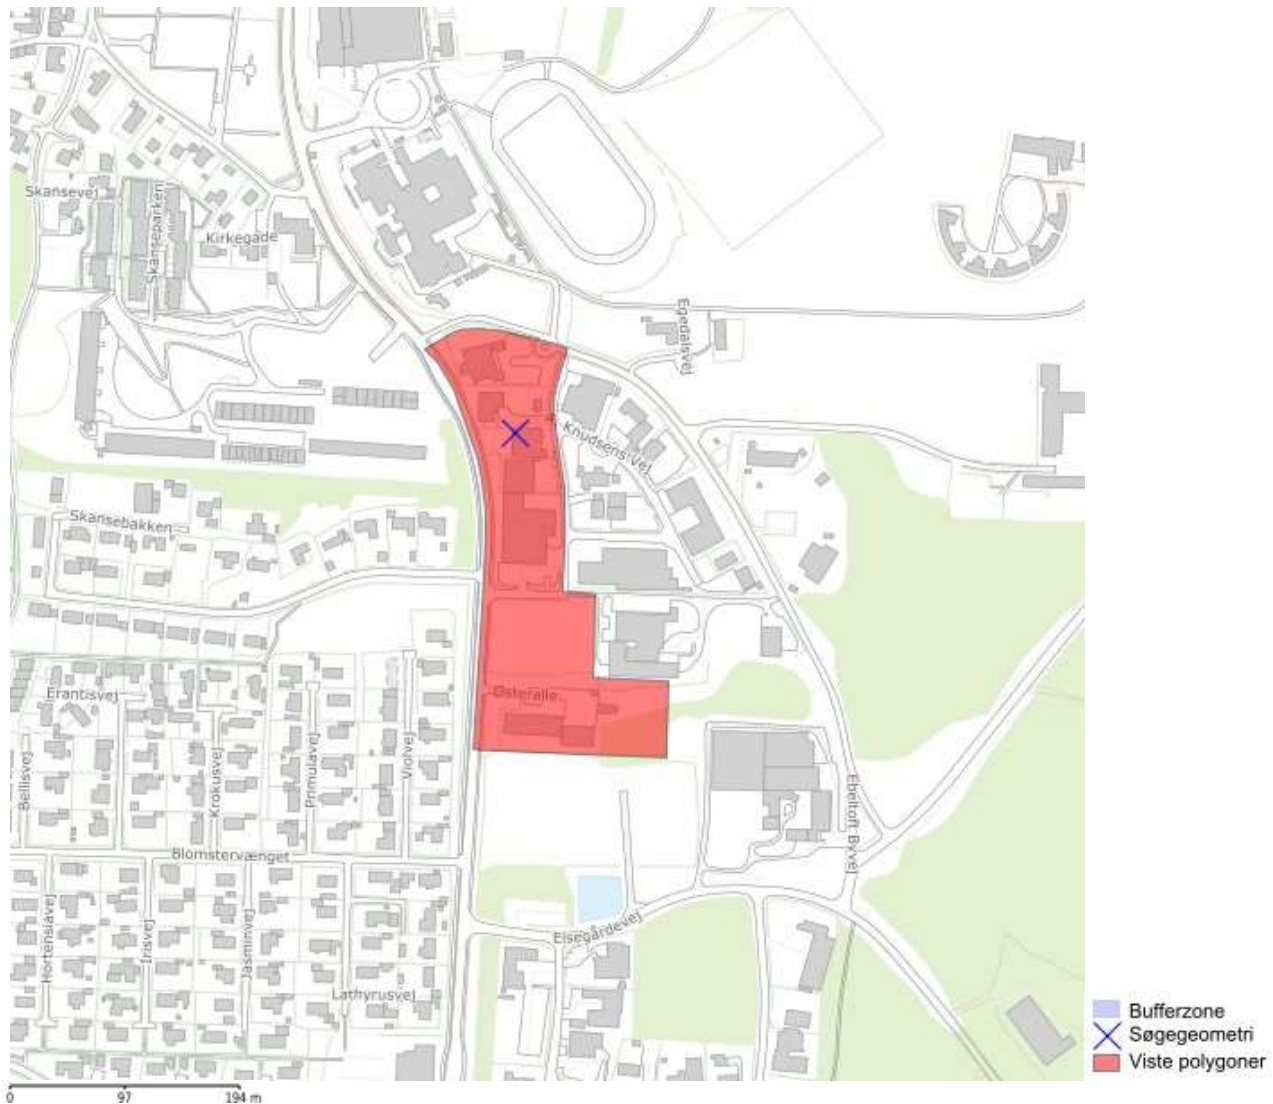 Skansevej
Skanseparken
Kirkegade
Egedalsvej
Knudsens Vej
Skansebakken
Østeralle
Erantisvej
Bellisvej
Krokusvej
Primulavej
Violvej
Blomstervænget
Ebeltoft Byvej
Elsegårdevej
Hortensiavej
Irisvej
Jasminvej
Lathyrusvej
Bufferzone
Søgegeometri
Viste polygoner
0 97 194 m